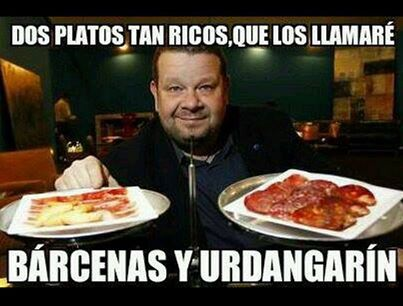 DOS PLATOS TAN RICOS,QUE LOS LLAMARÉ
BÁRCENAS Y URDANGARÍN